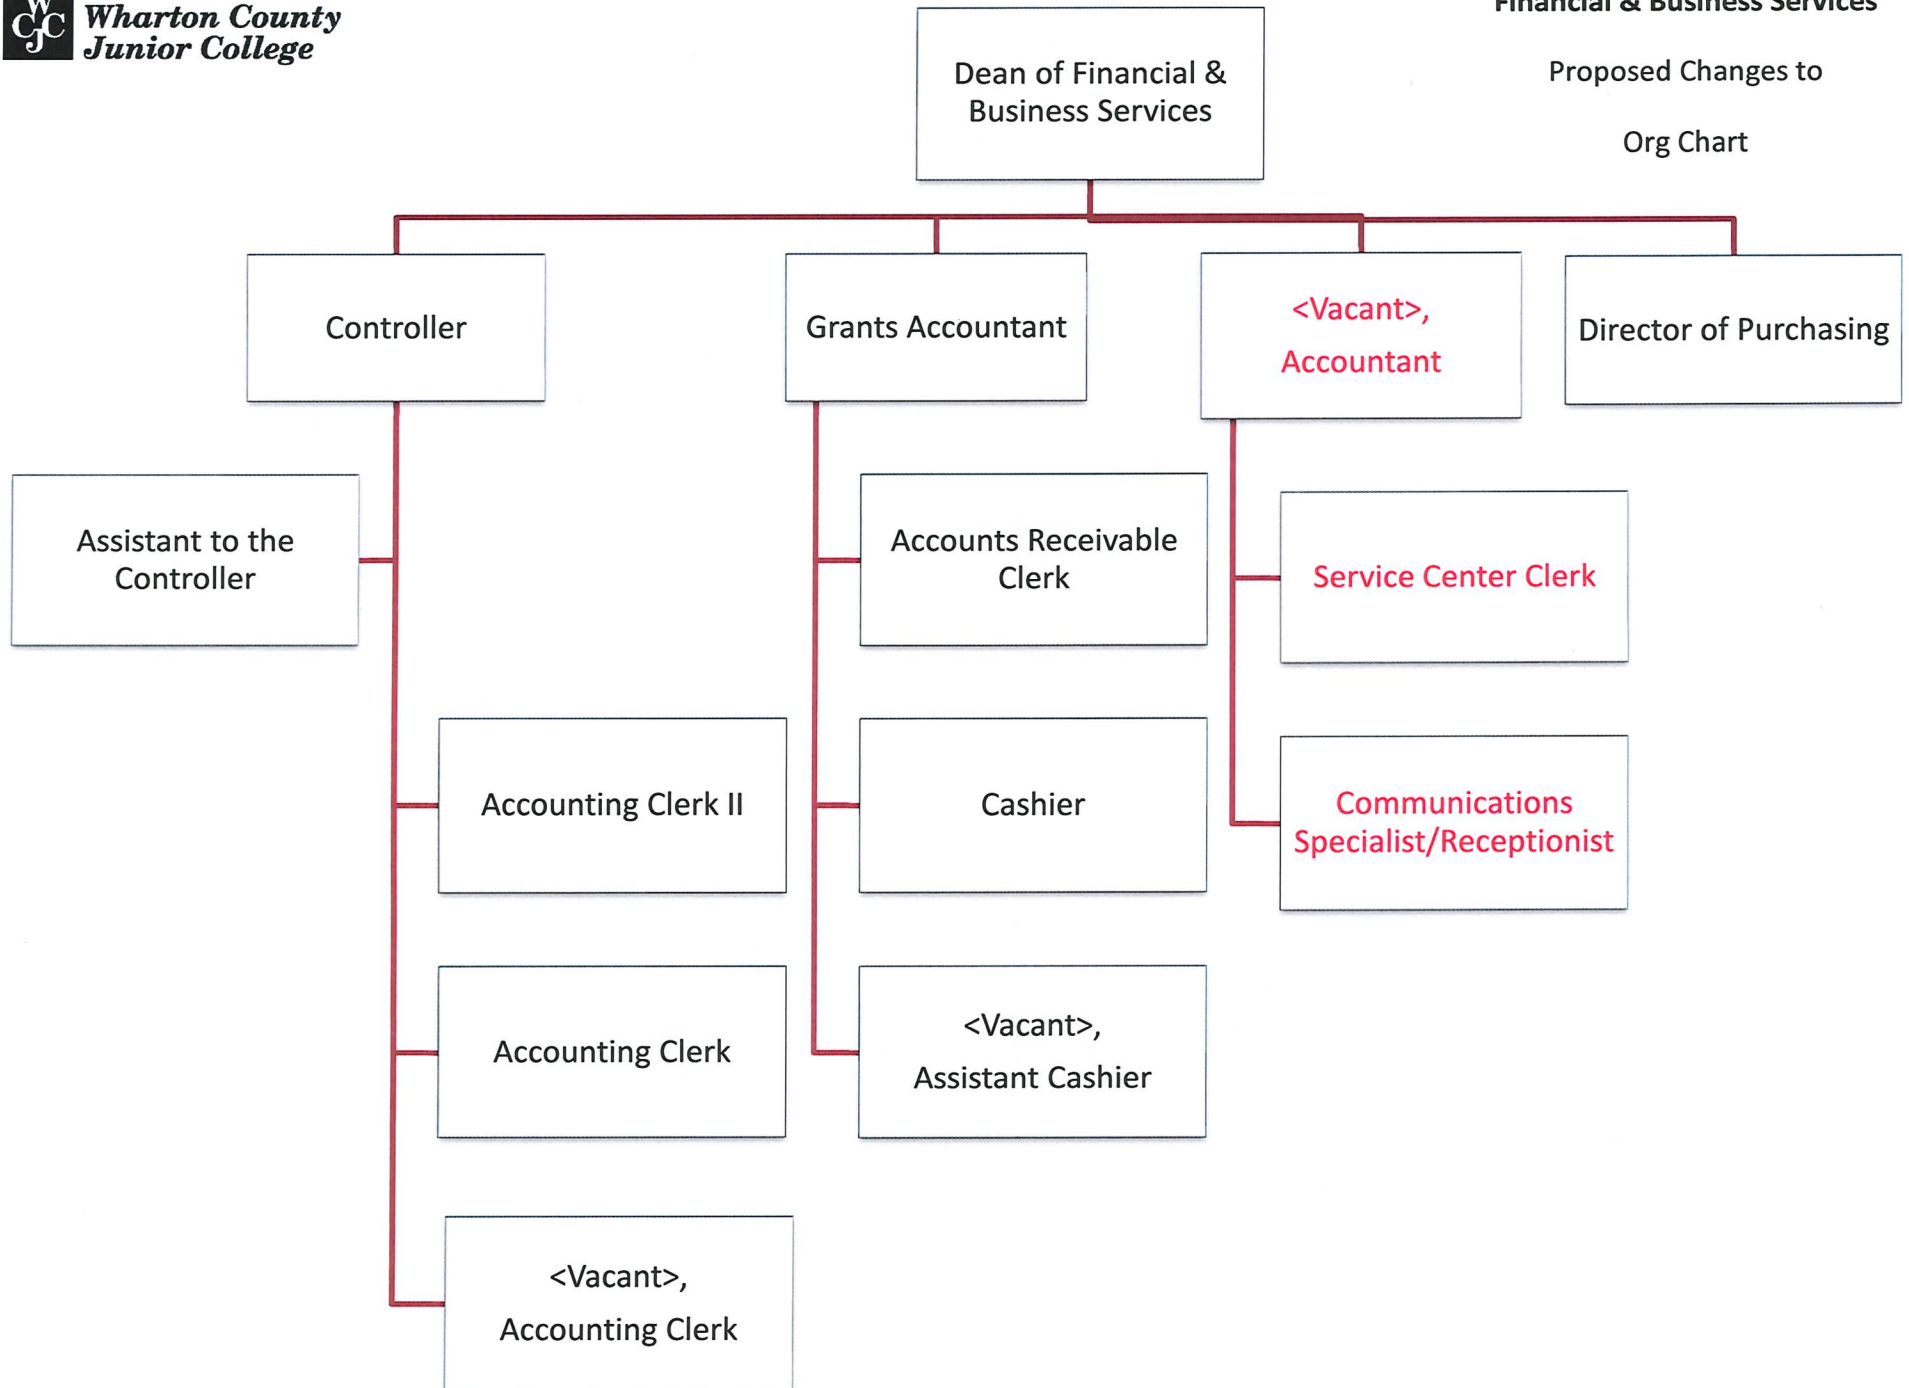 WCJC
Wharton County
Junior College
Financial & Business Services
Proposed Changes to
Org Chart
Dean of Financial &
Business Services
Controller
Grants Accountant
<Vacant>,
Accountant
Director of Purchasing
Assistant to the
Controller
Accounts Receivable
Clerk
Service Center Clerk
Accounting Clerk II
Cashier
Communications
Specialist/Receptionist
Accounting Clerk
<Vacant>,
Assistant Cashier
<Vacant>,
Accounting Clerk